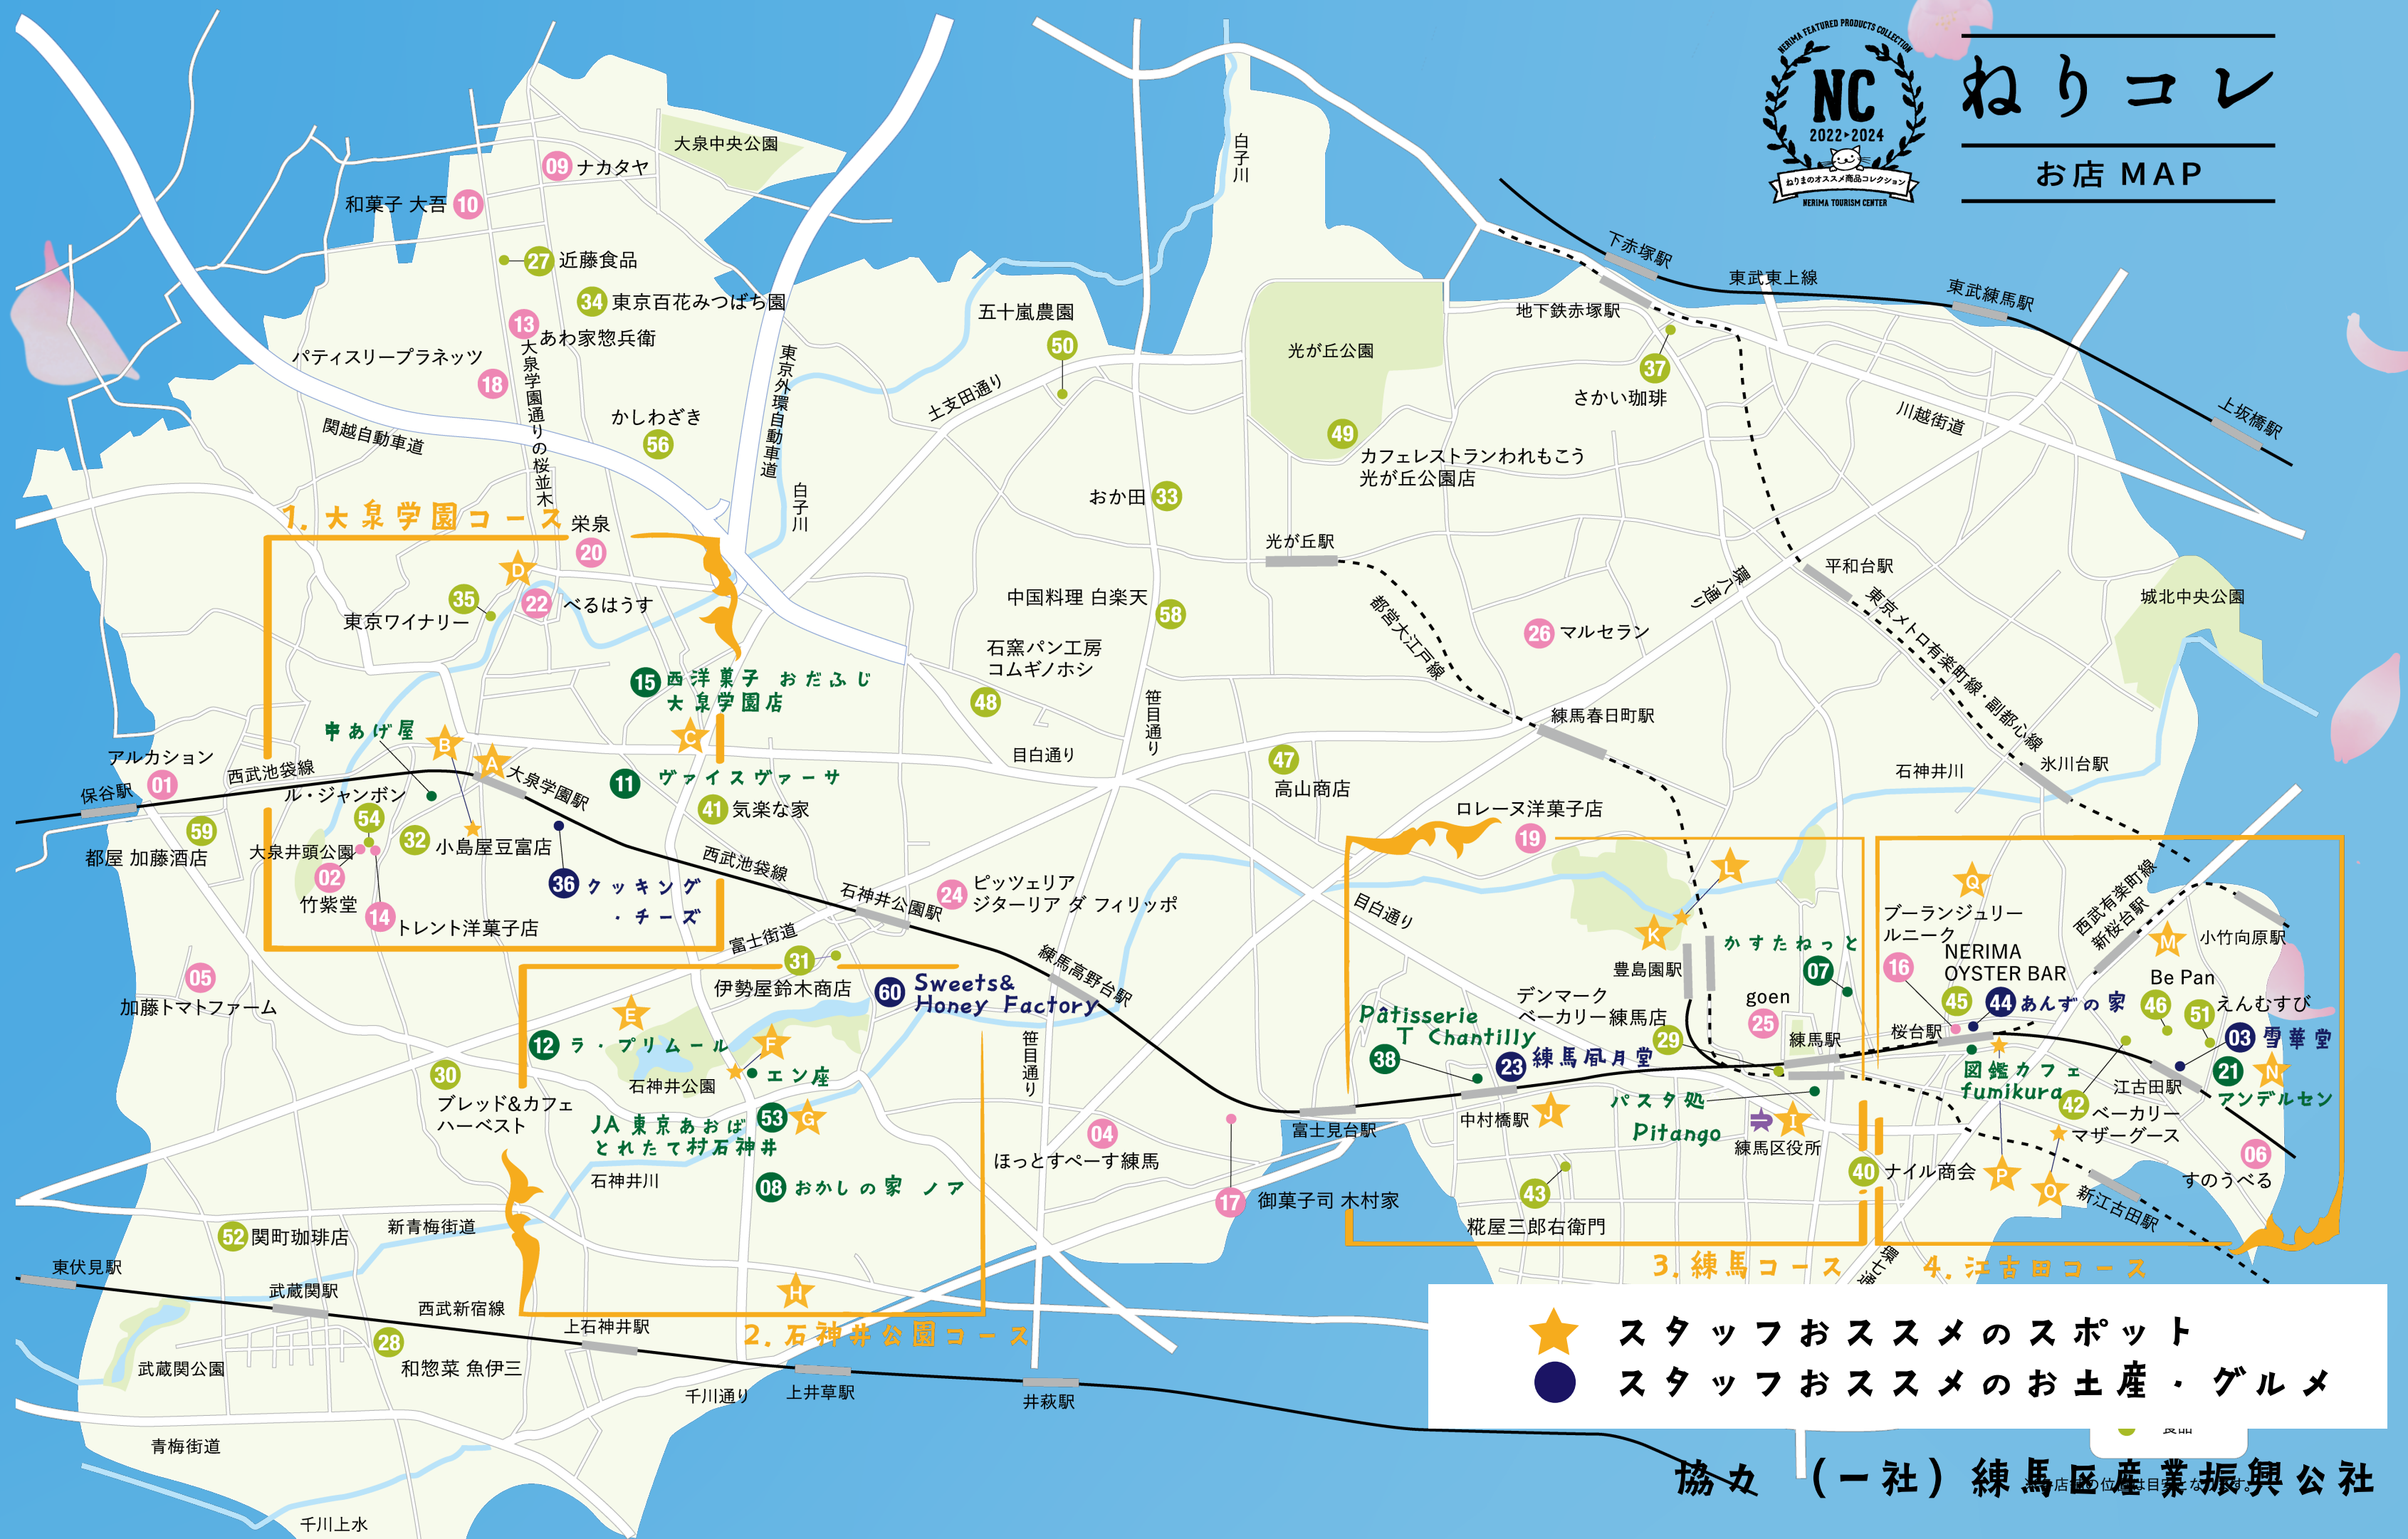 NERIMA FEATURED PRODUCTS COLLECTION
NC
2022▸2024
ねりまのオススメ商品コレクション
NERIMA TOURISM CENTER
ねりコレ
お店 MAP
大泉中央公園
09 ナカタヤ
和菓子 大吾 10
27 近藤食品
34 東京百花みつばち園
13 あわ家惣兵衛
パティスリープラネッツ
18
大泉学園通りの桜並木
関越自動車道
かしわざき
56
東京外環自動車道
白子川
白子川
五十嵐農園
50
土支田通り
光が丘公園
49
カフェレストランわれもこう
光が丘公園店
おか田 33
光が丘駅
下赤塚駅
東武東上線
東武練馬駅
上坂橋駅
地下鉄赤塚駅
37
さかい珈琲
川越街道
環八通り
平和台駅
東京メトロ有楽町線・副都心線
氷川台駅
城北中央公園
石神井川
都営大江戸線
26 マルセラン
練馬春日町駅
中国料理 白楽天
58
石窯パン工房
コムギノホシ
48
笹目通り
目白通り
47
高山商店
1. 大泉学園コース
栄泉
20
D
35
東京ワイナリー
22 べるはうす
15 西洋菓子 おだふじ
大泉学園店
C
串あげ屋
B
A
大泉学園駅
11 ヴァイスヴァーサ
41 気楽な家
アルカション
01
保谷駅
西武池袋線
ル・ジャンボン
54
59
都屋 加藤酒店
32 小島屋豆富店
大泉井頭公園
02
竹紫堂
14 トレント洋菓子店
36 クッキング
・チーズ
西武池袋線
石神井公園駅
24 ピッツェリア
ジターリア ダ フィリッポ
富士街道
練馬高野台駅
05
加藤トマトファーム
31
伊勢屋鈴木商店
60 Sweets&
Honey Factory
E
12 ラ・プリムール
F
エン座
石神井公園
30
ブレッド&カフェ
ハーベスト
JA東京あおば
とれたて村石神井
53
G
石神井川
08 おかしの家 ノア
H
2. 石神井公園コース
笹目通り
04
ほっとすぺーす練馬
17 御菓子司 木村家
富士見台駅
52 関町珈琲店
新青梅街道
東伏見駅
武蔵関駅
西武新宿線
上石神井駅
28
和惣菜 魚伊三
武蔵関公園
青梅街道
千川上水
千川通り
上井草駅
井萩駅
ロレーヌ洋菓子店
19
目白通り
L
K
豊島園駅
かすたねっと
07
デンマーク
ベーカリー練馬店
29
goen
25
練馬駅
Pâtisserie
T Chantilly
38
23 練馬風月堂
中村橋駅
J
パスタ処
Pitango
I
練馬区役所
43
糀屋三郎右衛門
40 ナイル商会
3. 練馬コース
環七通
4. 江古田コース
Q
ブーランジュリー
ルニーク
16
NERIMA
OYSTER BAR
45
44 あんずの家
桜台駅
西武有楽町線
新桜台駅
M
小竹向原駅
Be Pan
46
51 えんむすび
03 雪華堂
江古田駅
21
アンデルセン
N
図鑑カフェ
fumikura
42
ベーカリー
マザーグース
06
すのうべる
P
O
新江古田駅
スタッフおススメのスポット
スタッフおススメのお土産・グルメ
協力 (一社) 練馬区産業振興公社